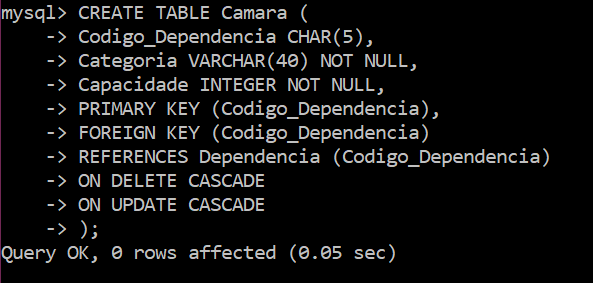 mysql> CREATE TABLE Camara (
    -> Codigo_Dependencia CHAR(5),
    -> Categoria VARCHAR(40) NOT NULL,
    -> Capacidade INTEGER NOT NULL,
    -> PRIMARY KEY (Codigo_Dependencia),
    -> FOREIGN KEY (Codigo_Dependencia)
    -> REFERENCES Dependencia (Codigo_Dependencia)
    -> ON DELETE CASCADE
    -> ON UPDATE CASCADE
    -> );
Query OK, 0 rows affected (0.05 sec)